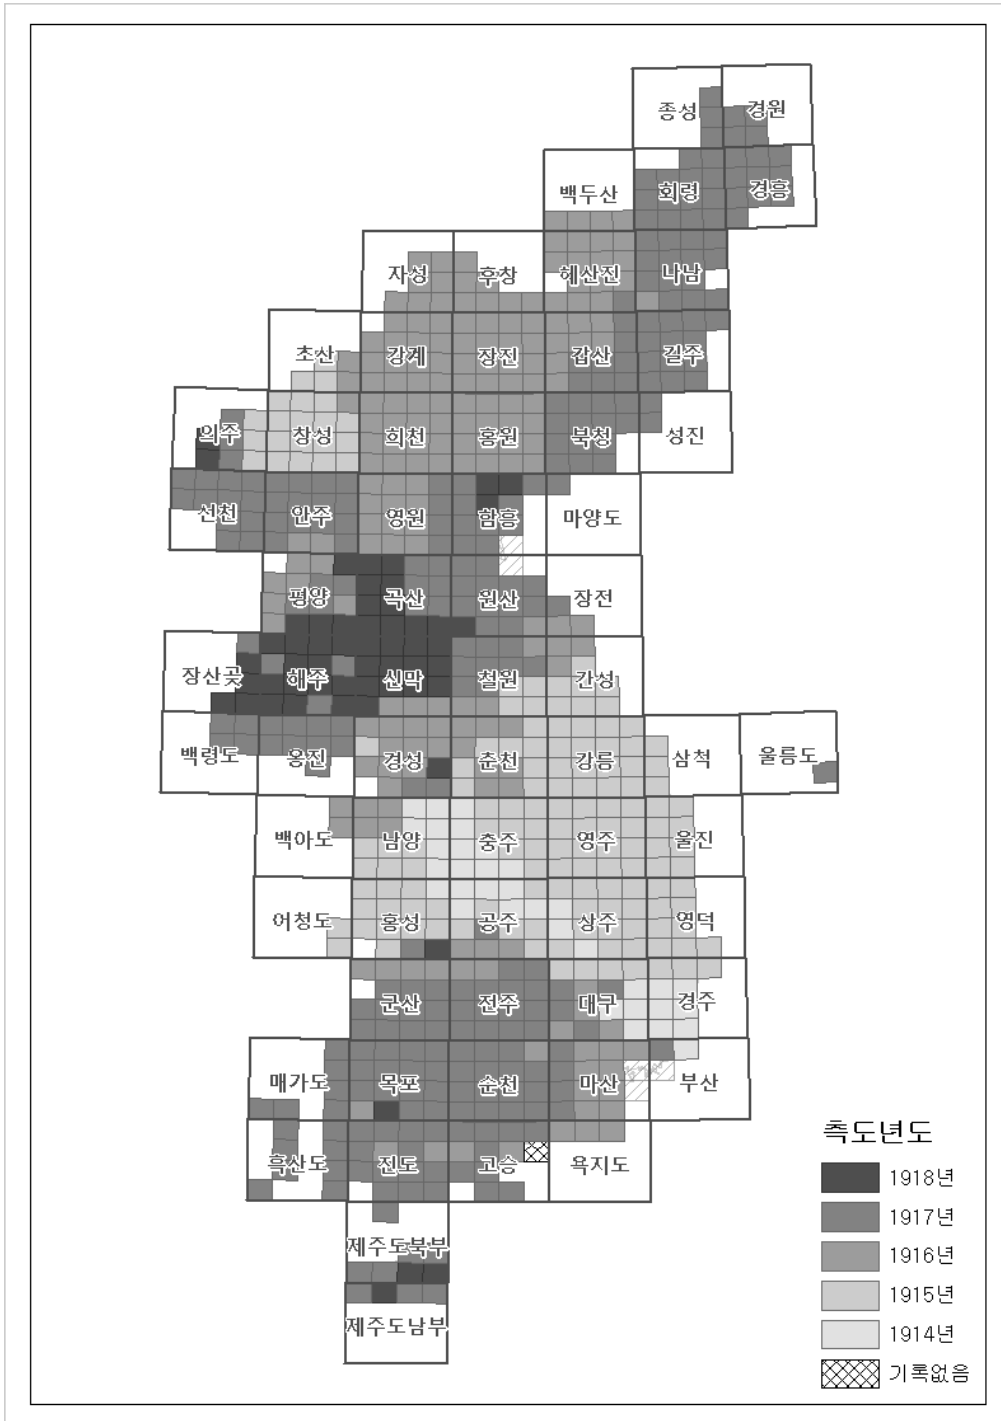 종성 경원
백두산 회령 경흥
자성 후창 혜산진 나남
초산 강계 장진 갑산 길주
의주 창성 희천 홍원 북청 성진
선천 안주 영원 함흥 마양도
평양 곡산 원산 장전
장산곶 해주 신막 철원 간성
백령도 옹진 경성 춘천 강릉 삼척 울릉도
백아도 남양 충주 영주 울진
어청도 홍성 공주 상주 영덕
군산 전주 대구 경주
매가도 목포 순천 마산 부산
흑산도 진도 고승 욕지도
제주도북부
제주도남부
측도년도
1918년
1917년
1916년
1915년
1914년
기록없음